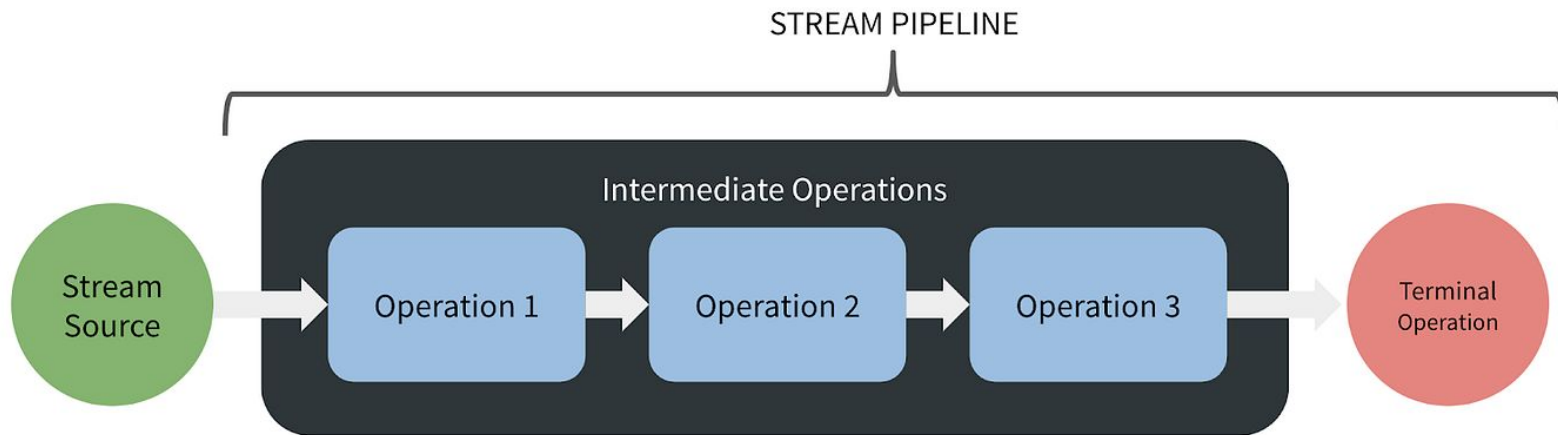 STREAM PIPELINE
Intermediate Operations
Stream
Source
Operation 1
Operation 2
Operation 3
Terminal
Operation